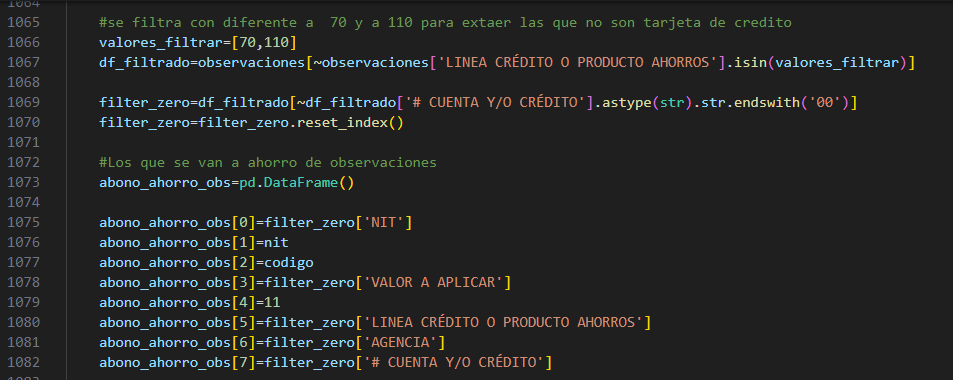 1065 #se filtra con diferente a  70 y a 110 para extaer las que no son tarjeta de credito
1066 valores_filtrar=[70,110]
1067 df_filtrado=observaciones[~observaciones['LINEA CRÉDITO O PRODUCTO AHORROS'].isin(valores_filtrar)]
1068
1069 filter_zero=df_filtrado[~df_filtrado['# CUENTA Y/O CRÉDITO'].astype(str).str.endswith('00')]
1070 filter_zero=filter_zero.reset_index()
1071
1072 #Los que se van a ahorro de observaciones
1073 abono_ahorro_obs=pd.DataFrame()
1074
1075 abono_ahorro_obs[0]=filter_zero['NIT']
1076 abono_ahorro_obs[1]=nit
1077 abono_ahorro_obs[2]=codigo
1078 abono_ahorro_obs[3]=filter_zero['VALOR A APLICAR']
1079 abono_ahorro_obs[4]=11
1080 abono_ahorro_obs[5]=filter_zero['LINEA CRÉDITO O PRODUCTO AHORROS']
1081 abono_ahorro_obs[6]=filter_zero['AGENCIA']
1082 abono_ahorro_obs[7]=filter_zero['# CUENTA Y/O CRÉDITO']